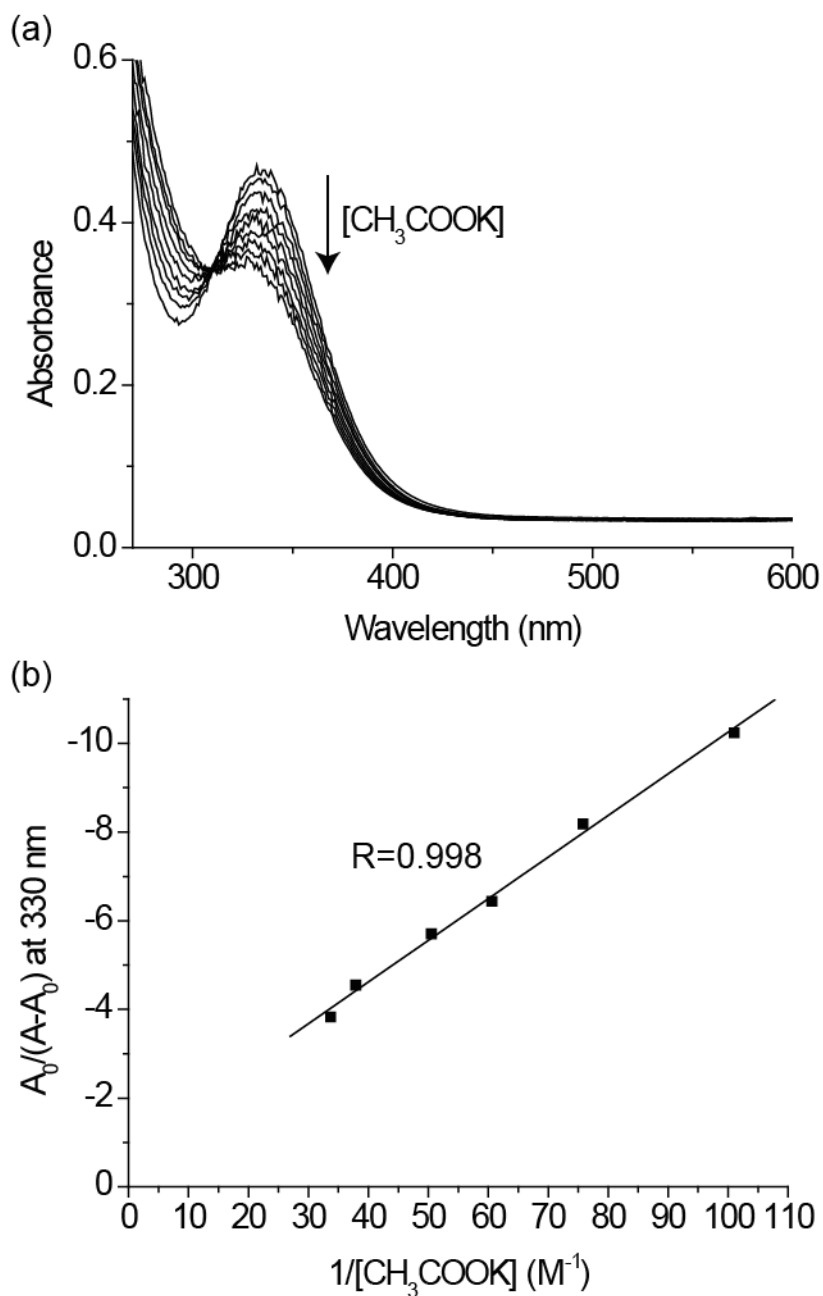 (a)
0.6
0.4
0.2
0.0
Absorbance
[CH₃COOK]
300 400 500 600
Wavelength (nm)
(b)
-10
-8
-6
-4
-2
0
A₀/(A-A₀) at 330 nm
R=0.998
0 10 20 30 40 50 60 70 80 90 100 110
1/[CH₃COOK] (M⁻¹)